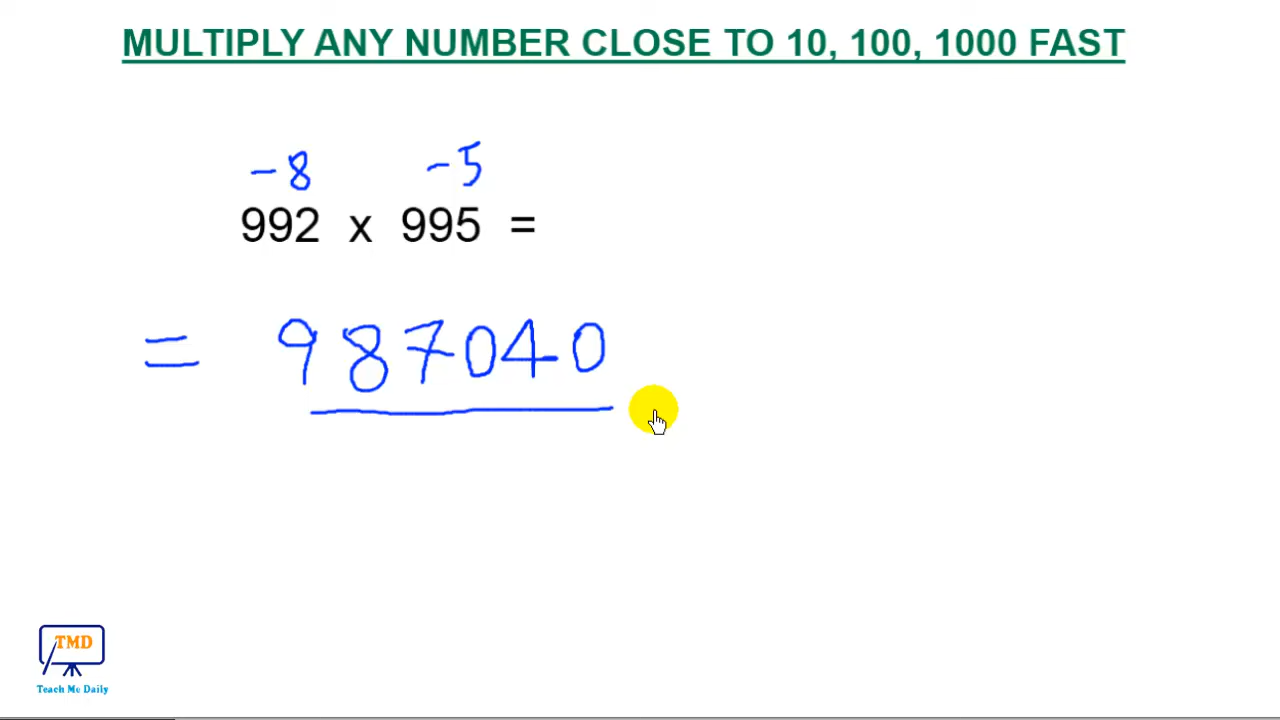 MULTIPLY ANY NUMBER CLOSE TO 10, 100, 1000 FAST
-8 -5
992 x 995 =
= 987040
TMD
Teach Me Daily